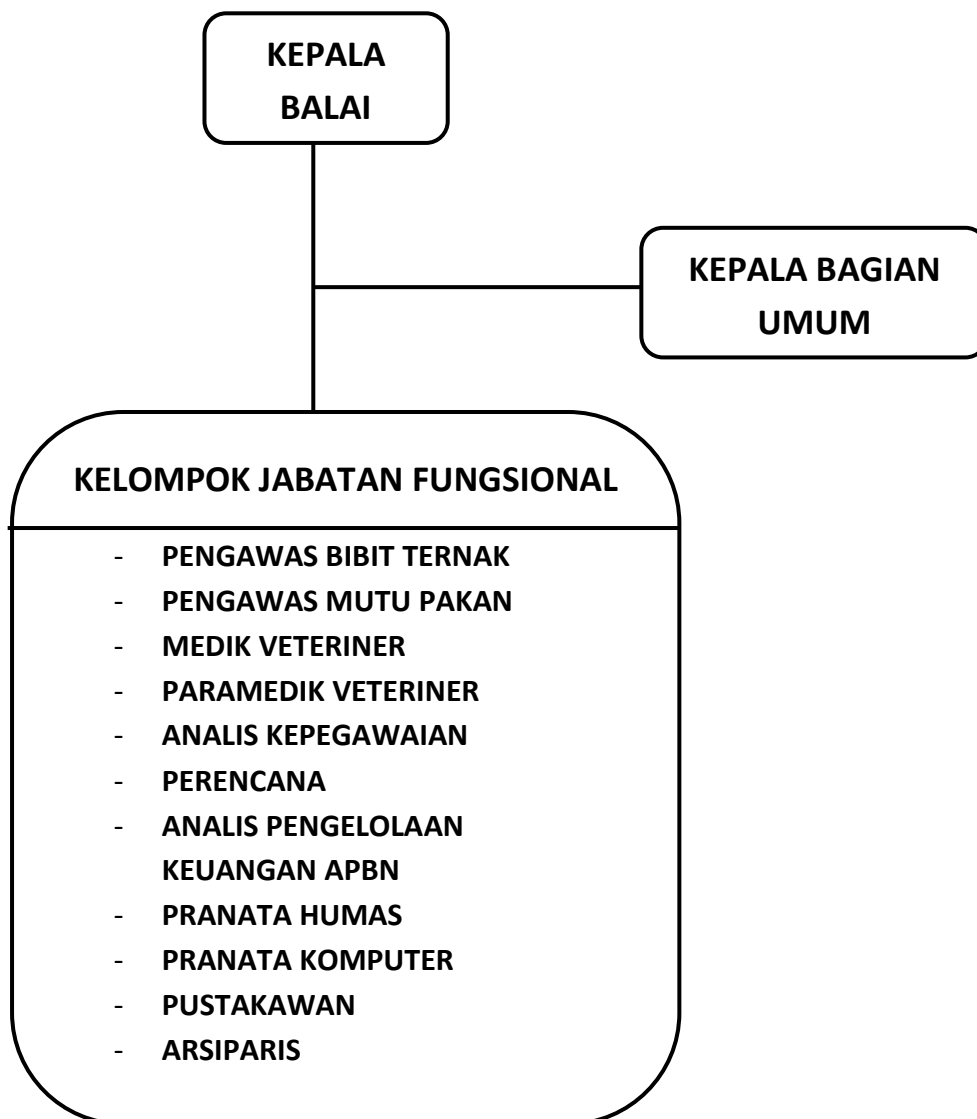 KEPALA
BALAI
KEPALA BAGIAN
UMUM
KELOMPOK JABATAN FUNGSIONAL
- PENGAWAS BIBIT TERNAK
- PENGAWAS MUTU PAKAN
- MEDIK VETERINER
- PARAMEDIK VETERINER
- ANALIS KEPEGAWAIAN
- PERENCANA
- ANALIS PENGELOLAAN
KEUANGAN APBN
- PRANATA HUMAS
- PRANATA KOMPUTER
- PUSTAKAWAN
- ARSIPARIS